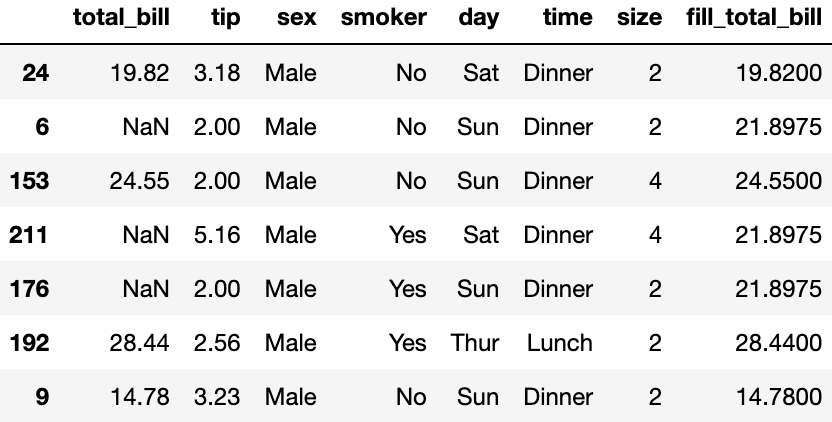 total_bill tip sex smoker day time size fill_total_bill
24 19.82 3.18 Male No Sat Dinner 2 19.8200
6 NaN 2.00 Male No Sun Dinner 2 21.8975
153 24.55 2.00 Male No Sun Dinner 4 24.5500
211 NaN 5.16 Male Yes Sat Dinner 4 21.8975
176 NaN 2.00 Male Yes Sun Dinner 2 21.8975
192 28.44 2.56 Male Yes Thur Lunch 2 28.4400
9 14.78 3.23 Male No Sun Dinner 2 14.7800